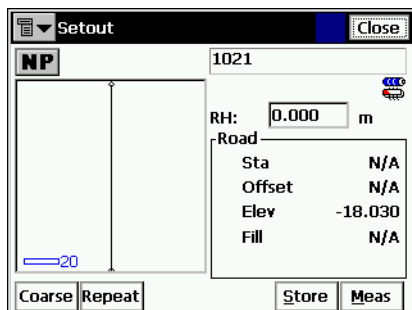 Setout Close
NP 1021
RH: 0.000 m
Road
Sta N/A
Offset N/A
Elev -18.030
Fill N/A
20
Coarse Repeat Store Meas